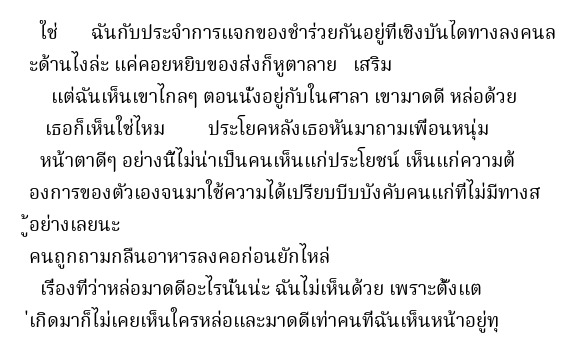 ใช่ ฉันกับประจำการแจกของชำร่วยกันอยู่ที่เชิงบันไดทางลงคนล
ะด้านไงล่ะ แค่คอยหยิบของส่งก็หูตาลาย เสริม
แต่ฉันเห็นเขาไกลๆ ตอนนั่งอยู่กับในศาลา เขามาดดี หล่อด้วย
เธอก็เห็นใช่ไหม ประโยคหลังเธอหันมาถามเพื่อนหนุ่ม
หน้าตาดีๆ อย่างนี้ไม่น่าเป็นคนเห็นแก่ประโยชน์ เห็นแก่ความต้
องการของตัวเองจนมาใช้ความได้เปรียบบีบบังคับคนแก่ที่ไม่มีทางส
ู้อย่างเลยนะ
คนถูกถามกลืนอาหารลงคอก่อนยักไหล่
เรื่องที่ว่าหล่อมาดดีอะไรนั่นน่ะ ฉันไม่เห็นด้วย เพราะตั้งแต
่เกิดมาก็ไม่เคยเห็นใครหล่อและมาดดีเท่าคนที่ฉันเห็นหน้าอยู่ทุ